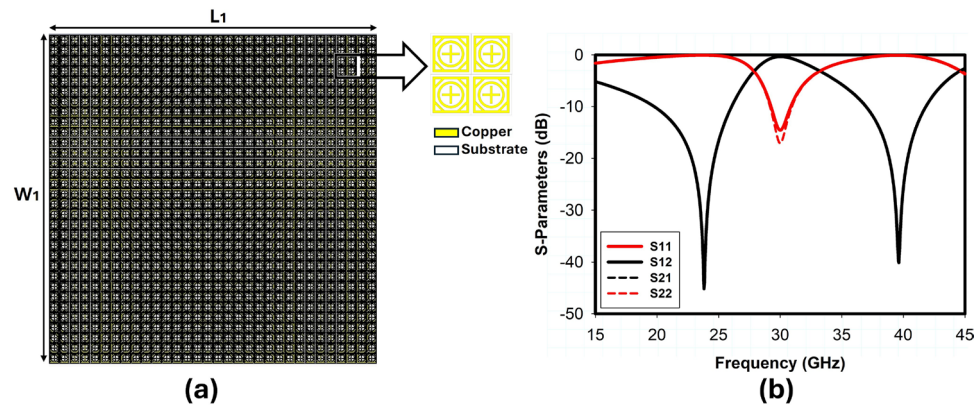 L1
W1
Copper
Substrate
(a)
0
-10
-20
-30
-40
-50
S-Parameters (dB)
S11
S12
S21
S22
15 20 25 30 35 40 45
Frequency (GHz)
(b)